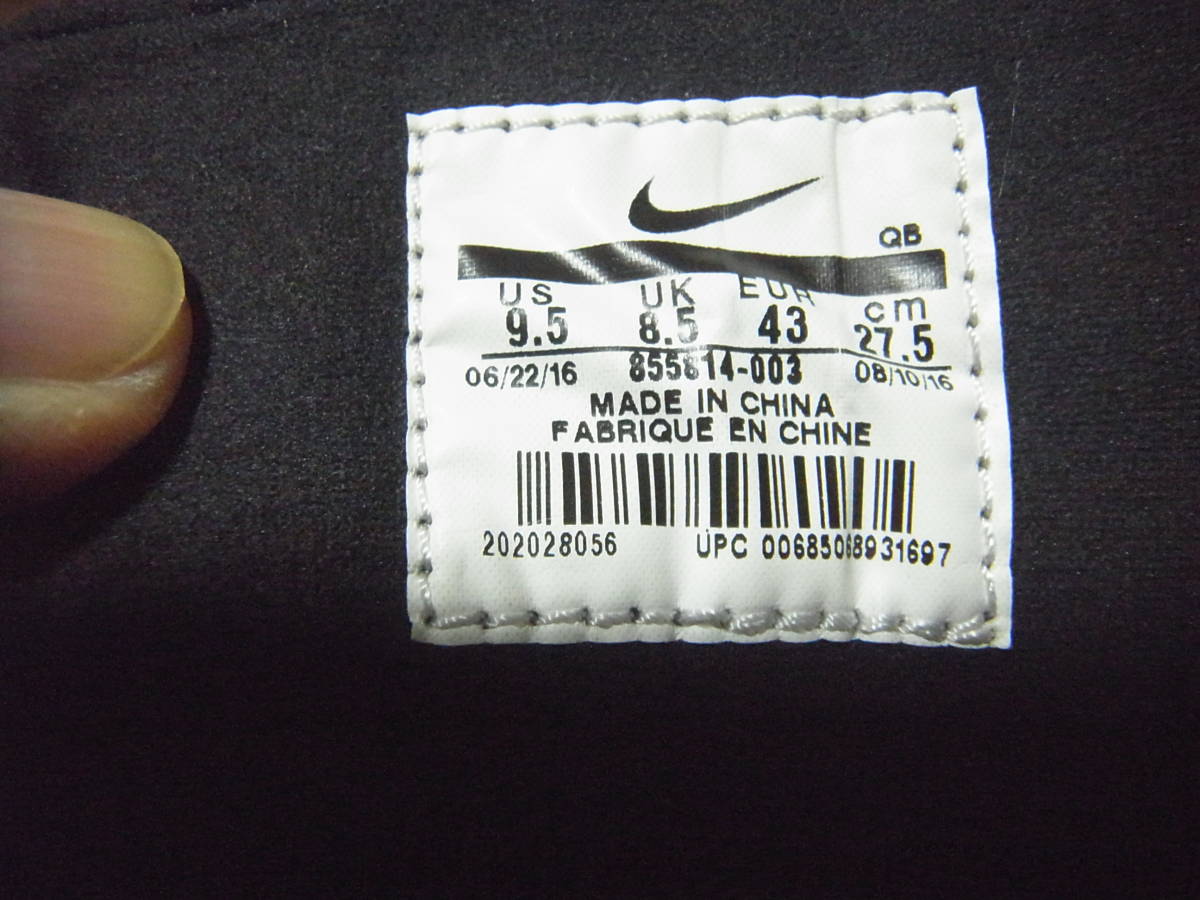 QB
US UK EUR cm
9.5 8.5 43 27.5
06/22/16 855814-003 08/10/16
MADE IN CHINA
FABRIQUE EN CHINE
202028056 UPC 00685068931697